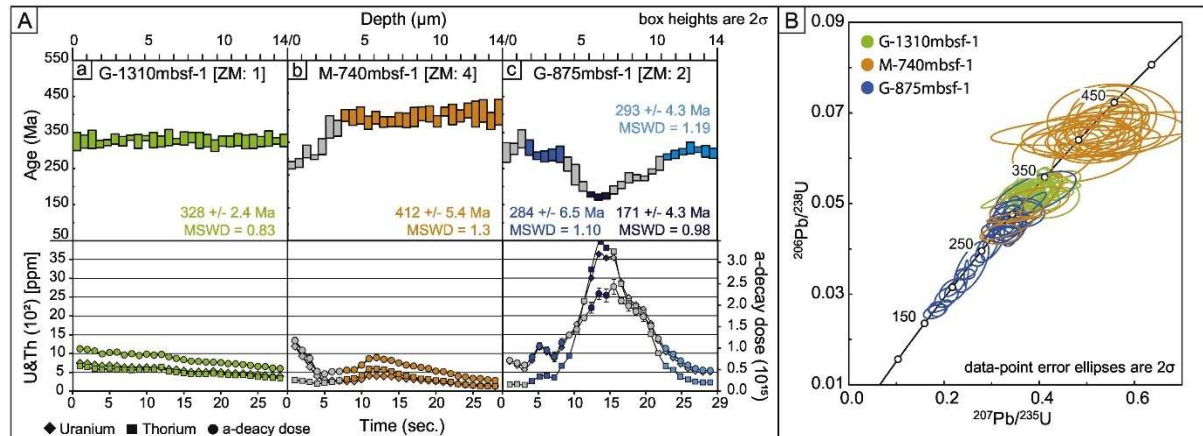 A
Depth (μm)
box heights are 2σ
0 5 10 14/0 5 10 14/0 5 10 14
550
450
350
250
150
50
Age (Ma)
a G-1310mbsf-1 [ZM: 1]
b M-740mbsf-1 [ZM: 4]
c G-875mbsf-1 [ZM: 2]
328 +/- 2.4 Ma
MSWD = 0.83
412 +/- 5.4 Ma
MSWD = 1.3
293 +/- 4.3 Ma
MSWD = 1.19
284 +/- 6.5 Ma
MSWD = 1.10
171 +/- 4.3 Ma
MSWD = 0.98
U&Th (10²) [ppm]
35
30
25
20
15
10
5
0
3.0
2.5
2.0
1.5
1.0
0.5
0.0
a-decay dose (10¹⁵)
0 5 10 15 20 25 0 5 10 15 20 25 0 5 10 15 20 25 29
Time (sec.)
Uranium Thorium a-deacy dose
B
0.09
0.07
0.05
0.03
0.01
²⁰⁶Pb/²³⁸U
G-1310mbsf-1
M-740mbsf-1
G-875mbsf-1
450
350
250
150
data-point error ellipses are 2σ
0.0 0.2 0.4 0.6
²⁰⁷Pb/²³⁵U